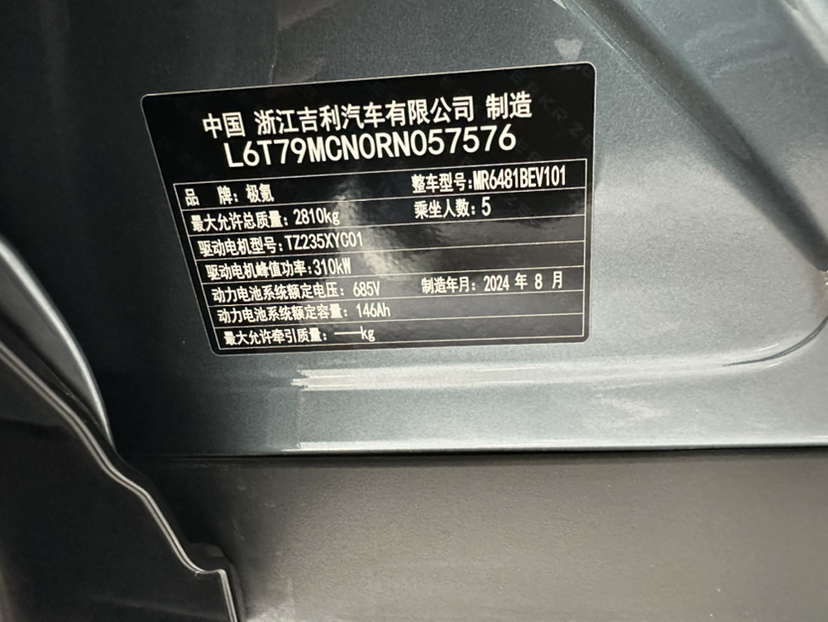 中国 浙江吉利汽车有限公司 制造
L6T79MCN0RN057576
品 牌: 极氪 整车型号: MR6481BEV101
最大允许总质量: 2810kg 乘坐人数: 5
驱动电机型号: TZ235XYC01
驱动电机峰值功率: 310kW
动力电池系统额定电压: 685V 制造年月: 2024 年 8 月
动力电池系统额定容量: 146Ah
最大允许牵引质量: ——kg